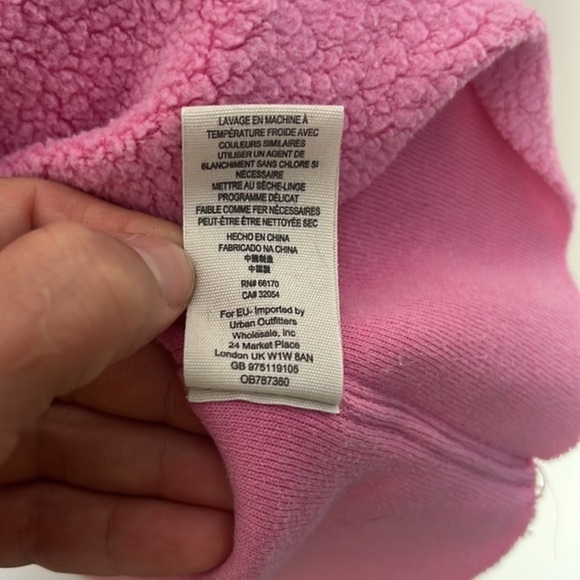 LAVAGE EN MACHINE À
TEMPÉRATURE FROIDE AVEC
COULEURS SIMILAIRES
UTILISER UN AGENT DE
BLANCHIMENT SANS CHLORE SI
NÉCESSAIRE
METTRE AU SÈCHE-LINGE
PROGRAMME DÉLICAT
FAIBLE COMME FER NÉCESSAIRES
PEUT-ÊTRE ÊTRE NETTOYÉE SEC
HECHO EN CHINA
FABRICADO NA CHINA
中國制造
中国製
RN# 66170
CA# 32054
For EU- Imported by
Urban Outfitters
Wholesale, Inc
24 Market Place
London UK W1W 8AN
GB 975119105
OB787360